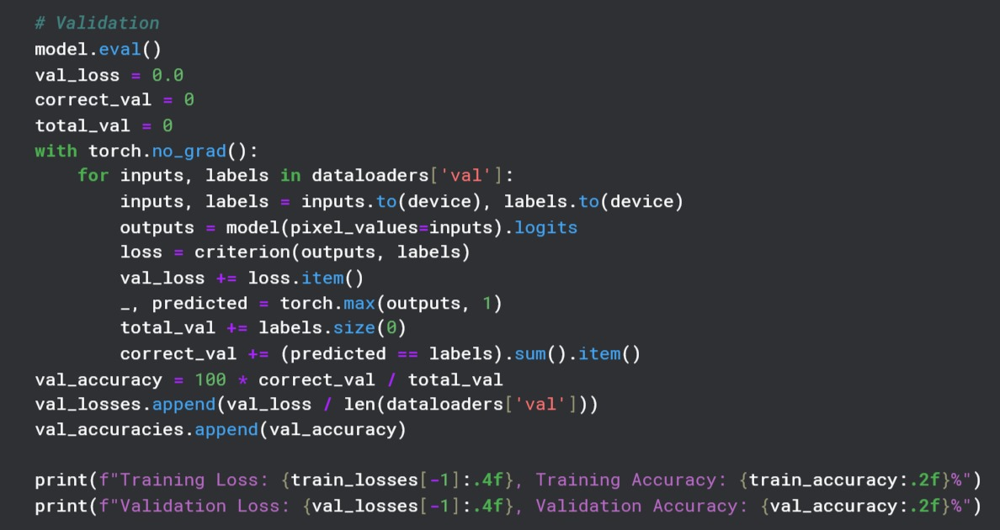 # Validation
model.eval()
val_loss = 0.0
correct_val = 0
total_val = 0
with torch.no_grad():
    for inputs, labels in dataloaders['val']:
        inputs, labels = inputs.to(device), labels.to(device)
        outputs = model(pixel_values=inputs).logits
        loss = criterion(outputs, labels)
        val_loss += loss.item()
        _, predicted = torch.max(outputs, 1)
        total_val += labels.size(0)
        correct_val += (predicted == labels).sum().item()
val_accuracy = 100 * correct_val / total_val
val_losses.append(val_loss / len(dataloaders['val']))
val_accuracies.append(val_accuracy)

print(f"Training Loss: {train_losses[-1]:.4f}, Training Accuracy: {train_accuracy:.2f}%")
print(f"Validation Loss: {val_losses[-1]:.4f}, Validation Accuracy: {val_accuracy:.2f}%")